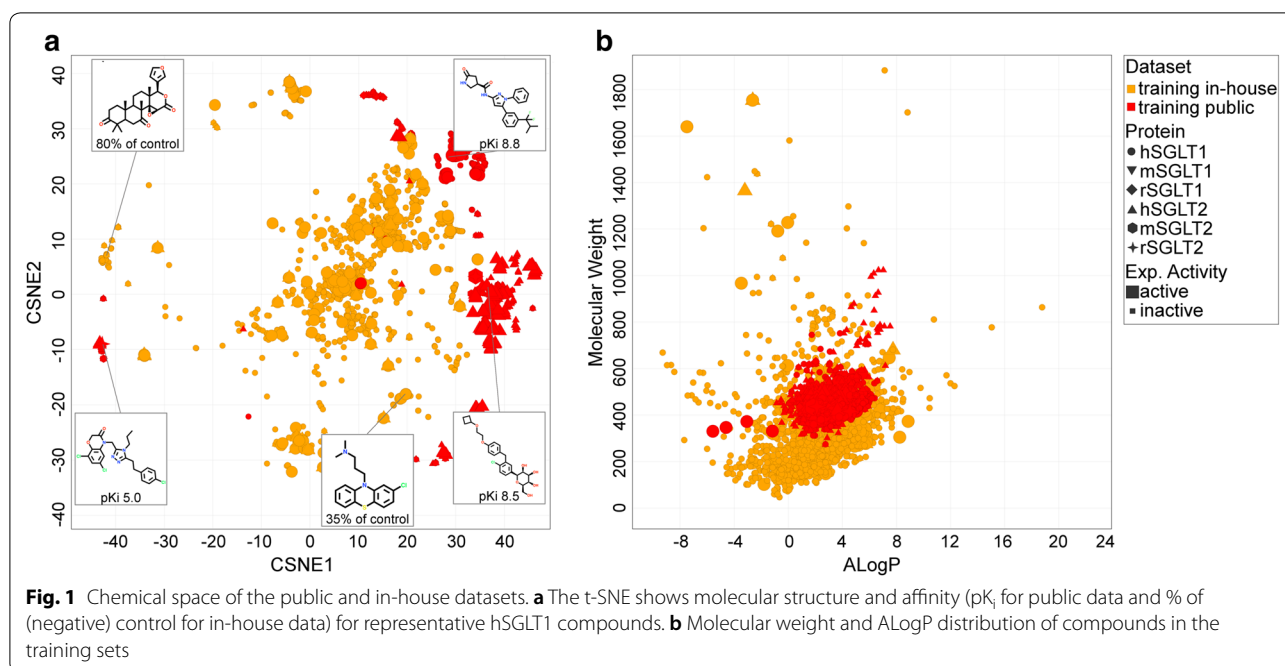 a
40
30
20
10
0
-10
-20
-30
-40
CSNE2
-40 -30 -20 -10 0 10 20 30 40
CSNE1
80% of control
pKi 8.8
pKi 5.0
35% of control
pKi 8.5
b
1800
1600
1400
1200
1000
800
600
400
200
0
Molecular Weight
-8 -4 0 4 8 12 16 20 24
ALogP
Dataset
training in-house
training public
Protein
hSGLT1
mSGLT1
rSGLT1
hSGLT2
mSGLT2
rSGLT2
Exp. Activity
active
inactive
Fig. 1 Chemical space of the public and in-house datasets. a The t-SNE shows molecular structure and affinity (pKi for public data and % of
(negative) control for in-house data) for representative hSGLT1 compounds. b Molecular weight and ALogP distribution of compounds in the
training sets